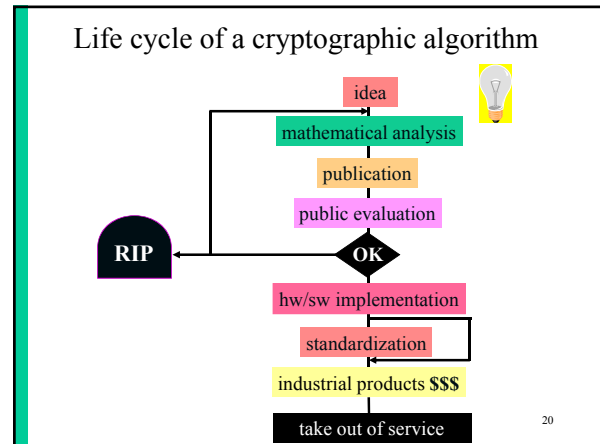 Life cycle of a cryptographic algorithm
idea
mathematical analysis
publication
public evaluation
RIP
OK
hw/sw implementation
standardization
industrial products $$$
take out of service
20